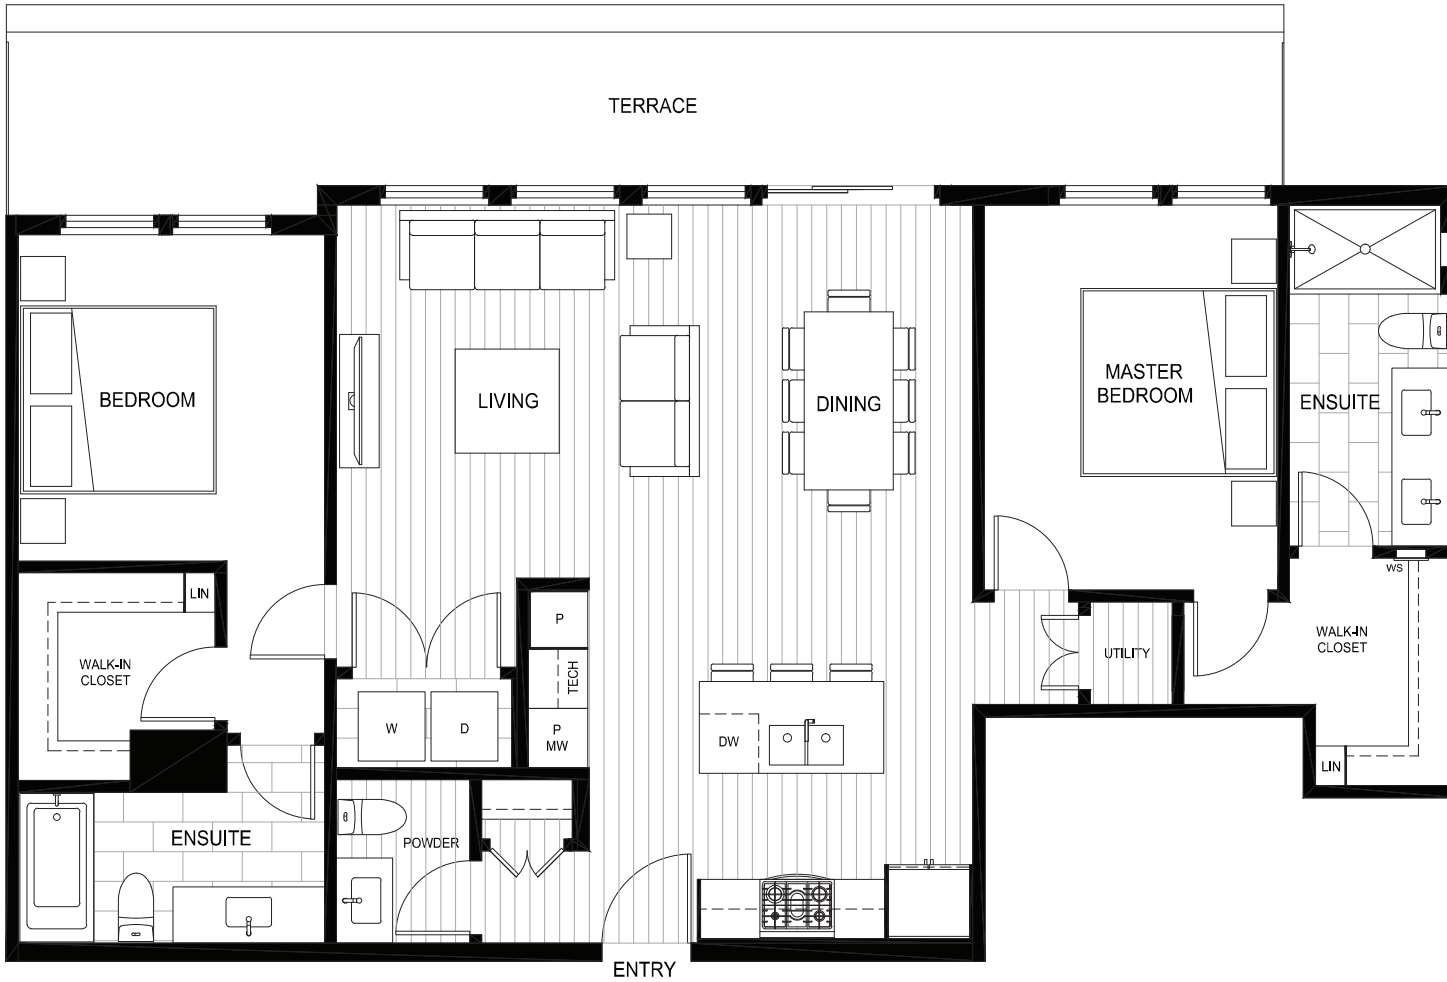 TERRACE
BEDROOM
LIVING
DINING
MASTER
BEDROOM
ENSUITE
WS
LIN
P
WALK-IN
CLOSET
TECH
UTILITY
WALK-IN
CLOSET
W
D
P
MW
DW
LIN
ENSUITE
POWDER
ENTRY